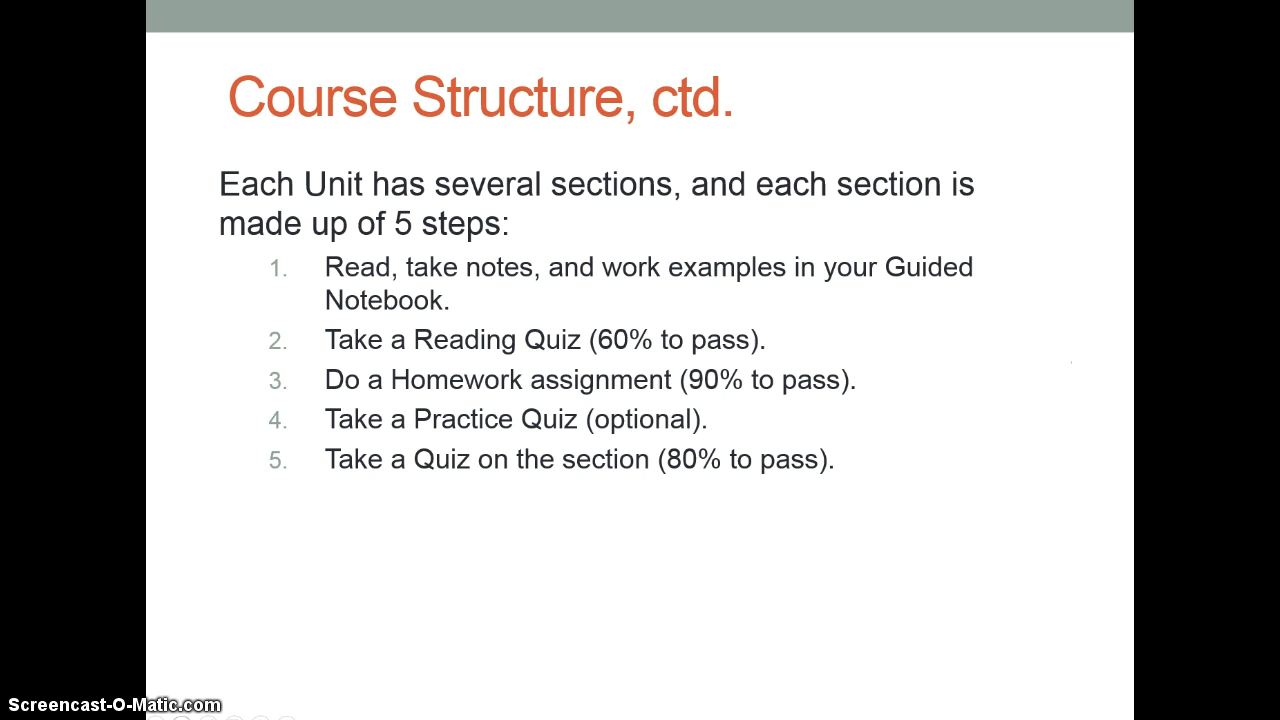 Course Structure, ctd.
Each Unit has several sections, and each section is
made up of 5 steps:
1. Read, take notes, and work examples in your Guided
Notebook.
2. Take a Reading Quiz (60% to pass).
3. Do a Homework assignment (90% to pass).
4. Take a Practice Quiz (optional).
5. Take a Quiz on the section (80% to pass).
Screencast-O-Matic.com